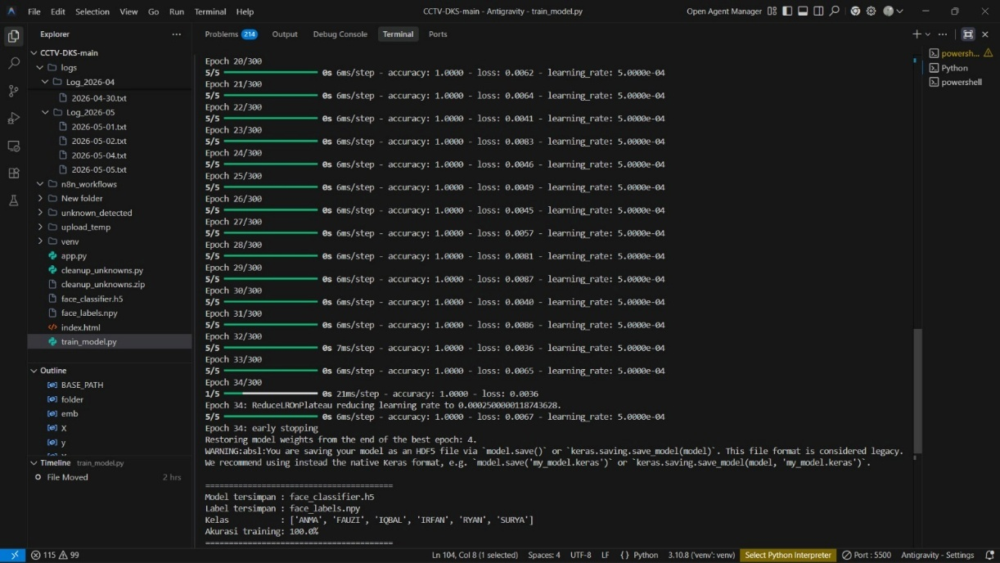 File Edit Selection View Go Run Terminal Help
CCTV-DKS-main - Antigravity - train_model.py
Open Agent Manager
Explorer
CCTV-DKS-main
logs
Log_2026-04
2026-04-30.txt
Log_2026-05
2026-05-01.txt
2026-05-02.txt
2026-05-04.txt
2026-05-05.txt
n8n_workflows
New folder
unknown_detected
upload_temp
venv
app.py
cleanup_unknowns.py
cleanup_unknowns.zip
face_classifier.h5
face_labels.npy
index.html
train_model.py
Outline
BASE_PATH
folder
emb
X
y
Timeline train_model.py
File Moved 2 hrs
Problems 214 Output Debug Console Terminal Ports
Epoch 20/300
5/5 0s 6ms/step - accuracy: 1.0000 - loss: 0.0062 - learning_rate: 5.0000e-04
Epoch 21/300
5/5 0s 6ms/step - accuracy: 1.0000 - loss: 0.0064 - learning_rate: 5.0000e-04
Epoch 22/300
5/5 0s 6ms/step - accuracy: 1.0000 - loss: 0.0041 - learning_rate: 5.0000e-04
Epoch 23/300
5/5 0s 6ms/step - accuracy: 1.0000 - loss: 0.0083 - learning_rate: 5.0000e-04
Epoch 24/300
5/5 0s 6ms/step - accuracy: 1.0000 - loss: 0.0046 - learning_rate: 5.0000e-04
Epoch 25/300
5/5 0s 6ms/step - accuracy: 1.0000 - loss: 0.0049 - learning_rate: 5.0000e-04
Epoch 26/300
5/5 0s 6ms/step - accuracy: 1.0000 - loss: 0.0045 - learning_rate: 5.0000e-04
Epoch 27/300
5/5 0s 6ms/step - accuracy: 1.0000 - loss: 0.0057 - learning_rate: 5.0000e-04
Epoch 28/300
5/5 0s 6ms/step - accuracy: 1.0000 - loss: 0.0081 - learning_rate: 5.0000e-04
Epoch 29/300
5/5 0s 6ms/step - accuracy: 1.0000 - loss: 0.0087 - learning_rate: 5.0000e-04
Epoch 30/300
5/5 0s 6ms/step - accuracy: 1.0000 - loss: 0.0040 - learning_rate: 5.0000e-04
Epoch 31/300
5/5 0s 6ms/step - accuracy: 1.0000 - loss: 0.0086 - learning_rate: 5.0000e-04
Epoch 32/300
5/5 0s 7ms/step - accuracy: 1.0000 - loss: 0.0036 - learning_rate: 5.0000e-04
Epoch 33/300
5/5 0s 6ms/step - accuracy: 1.0000 - loss: 0.0065 - learning_rate: 5.0000e-04
Epoch 34/300
1/5 0s 21ms/step - accuracy: 1.0000 - loss: 0.0036
Epoch 34: ReduceLROnPlateau reducing learning rate to 0.0002500000118743628.
5/5 0s 6ms/step - accuracy: 1.0000 - loss: 0.0067 - learning_rate: 5.0000e-04
Epoch 34: early stopping
Restoring model weights from the end of the best epoch: 4.
WARNING:absl:You are saving your model as an HDF5 file via `model.save()` or `keras.saving.save_model(model)`. This file format is considered legacy.
We recommend using instead the native Keras format, e.g. `model.save('my_model.keras')` or `keras.saving.save_model(model, 'my_model.keras')`.
========================================
Model tersimpan : face_classifier.h5
Label tersimpan : face_labels.npy
Kelas : ['ANMA', 'FAUZI', 'IQBAL', 'IRFAN', 'RYAN', 'SURYA']
Akurasi training: 100.0%
========================================
powersh...
Python
powershell
115 99
Ln 104, Col 8 (1 selected) Spaces: 4 UTF-8 LF { } Python 3.10.8 ('venv': venv) Select Python Interpreter Port : 5500 Antigravity - Settings